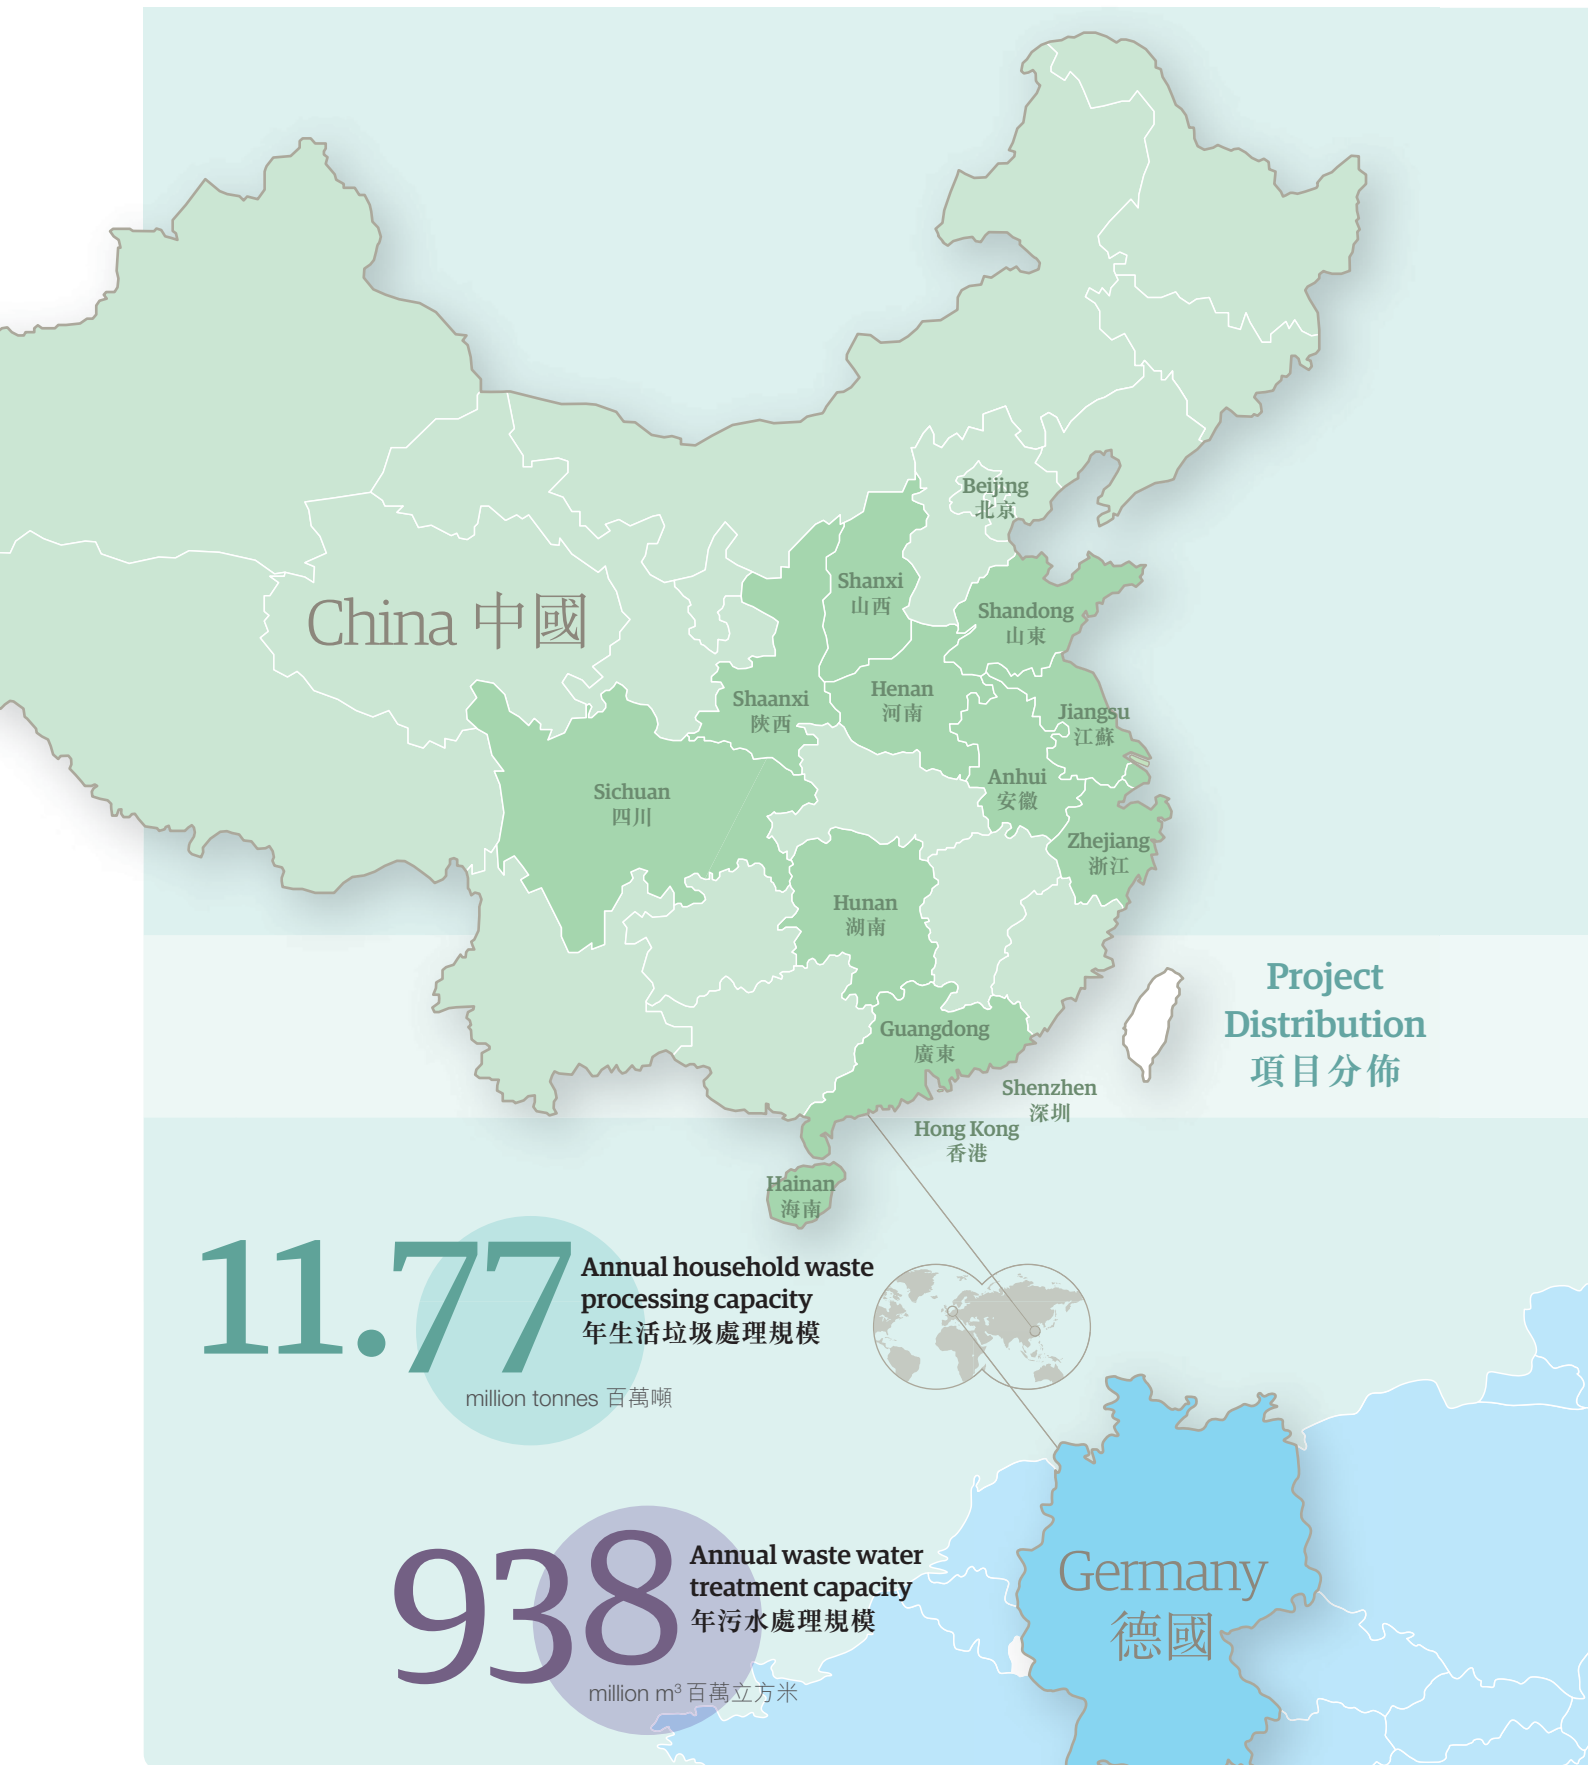 Beijing
北京
Shanxi
山西
Shandong
山東
China 中國
Shaanxi
陝西
Henan
河南
Jiangsu
江蘇
Anhui
安徽
Sichuan
四川
Zhejiang
浙江
Hunan
湖南
Project
Distribution
項目分佈
Guangdong
廣東
Shenzhen
深圳
Hong Kong
香港
Hainan
海南
11.77
Annual household waste
processing capacity
年生活垃圾處理規模
million tonnes 百萬噸
938
Annual waste water
treatment capacity
年污水處理規模
million m³ 百萬立方米
Germany
德國